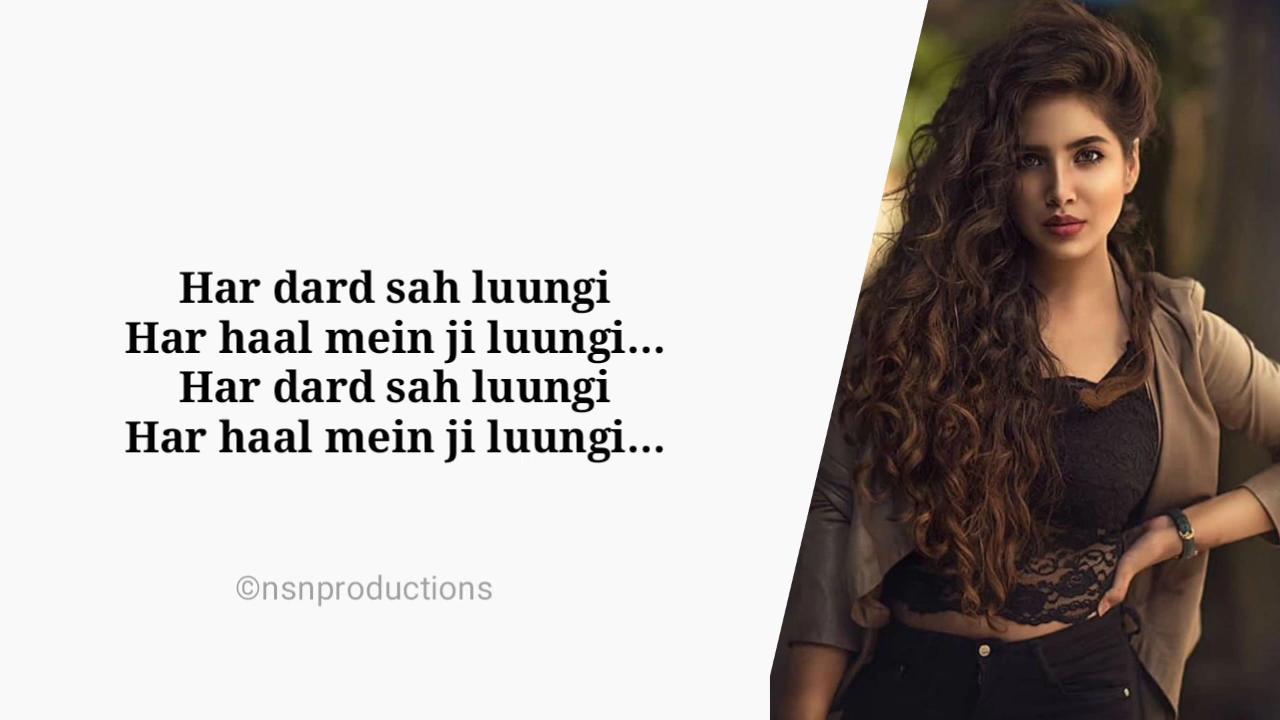 Har dard sah luungi
Har haal mein ji luungi...
Har dard sah luungi
Har haal mein ji luungi...
©nsnproductions